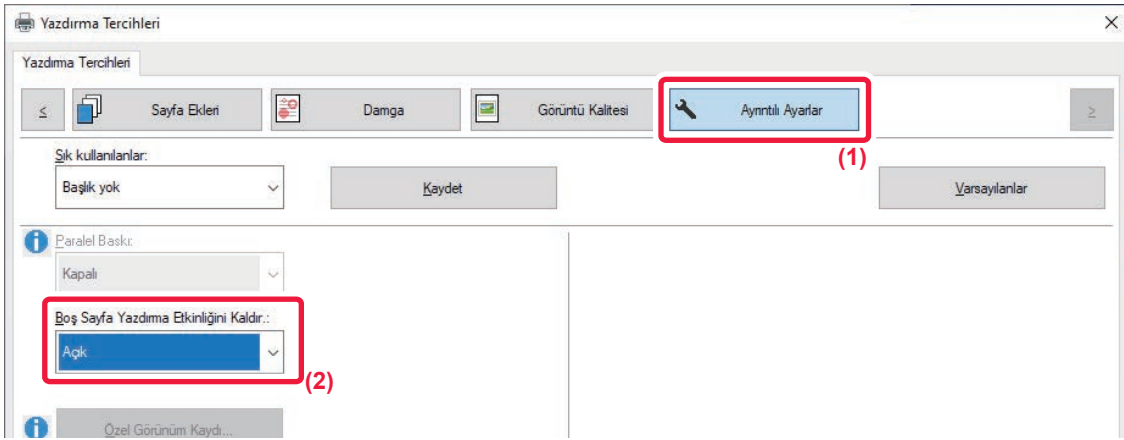 Yazdırma Tercihleri
Yazdırma Tercihleri
< Sayfa Ekleri Damga Görüntü Kalitesi Ayrıntılı Ayarlar >
(1)
Sık kullanılanlar:
Başlık yok Kaydet Varsayılanlar
Paralel Baskı:
Kapalı
Boş Sayfa Yazdırma Etkinliğini Kaldır.:
Açık
(2)
Özel Görünüm Kaydı...